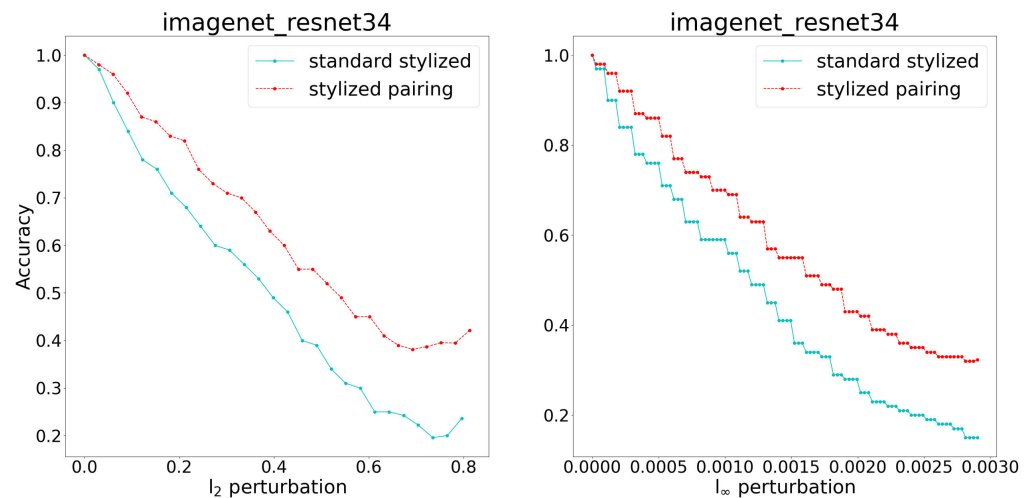 imagenet_resnet34
standard stylized
stylized pairing
Accuracy
1.0
0.9
0.8
0.7
0.6
0.5
0.4
0.3
0.2
0.0 0.2 0.4 0.6 0.8
l₂ perturbation
imagenet_resnet34
standard stylized
stylized pairing
1.0
0.8
0.6
0.4
0.2
0.0000 0.0005 0.0010 0.0015 0.0020 0.0025 0.0030
l∞ perturbation